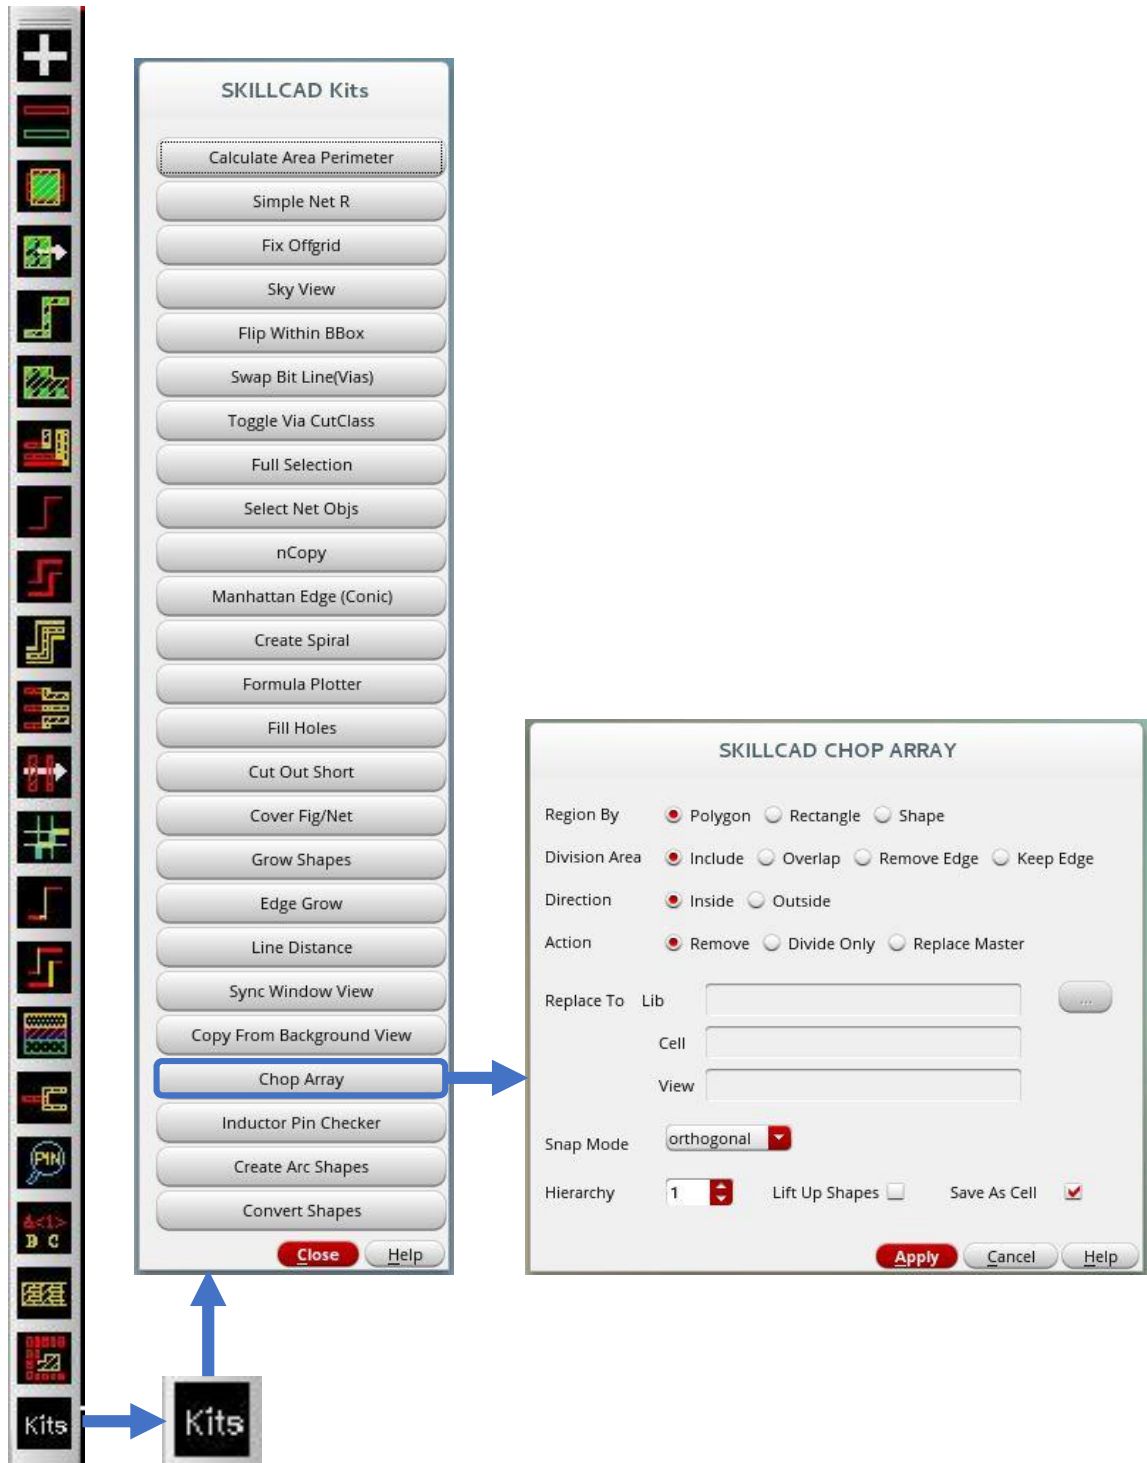 SKILLCAD Kits
Calculate Area Perimeter
Simple Net R
Fix Offgrid
Sky View
Flip Within BBox
Swap Bit Line(Vias)
Toggle Via CutClass
Full Selection
Select Net Objs
nCopy
Manhattan Edge (Conic)
Create Spiral
Formula Plotter
Fill Holes
Cut Out Short
Cover Fig/Net
Grow Shapes
Edge Grow
Line Distance
Sync Window View
Copy From Background View
Chop Array
Inductor Pin Checker
Create Arc Shapes
Convert Shapes
Close Help
SKILLCAD CHOP ARRAY
Region By Polygon Rectangle Shape
Division Area Include Overlap Remove Edge Keep Edge
Direction Inside Outside
Action Remove Divide Only Replace Master
Replace To Lib ...
Cell
View
Snap Mode orthogonal
Hierarchy 1 Lift Up Shapes Save As Cell
Apply Cancel Help
PIN
&<1>
B C
Kits
Kits